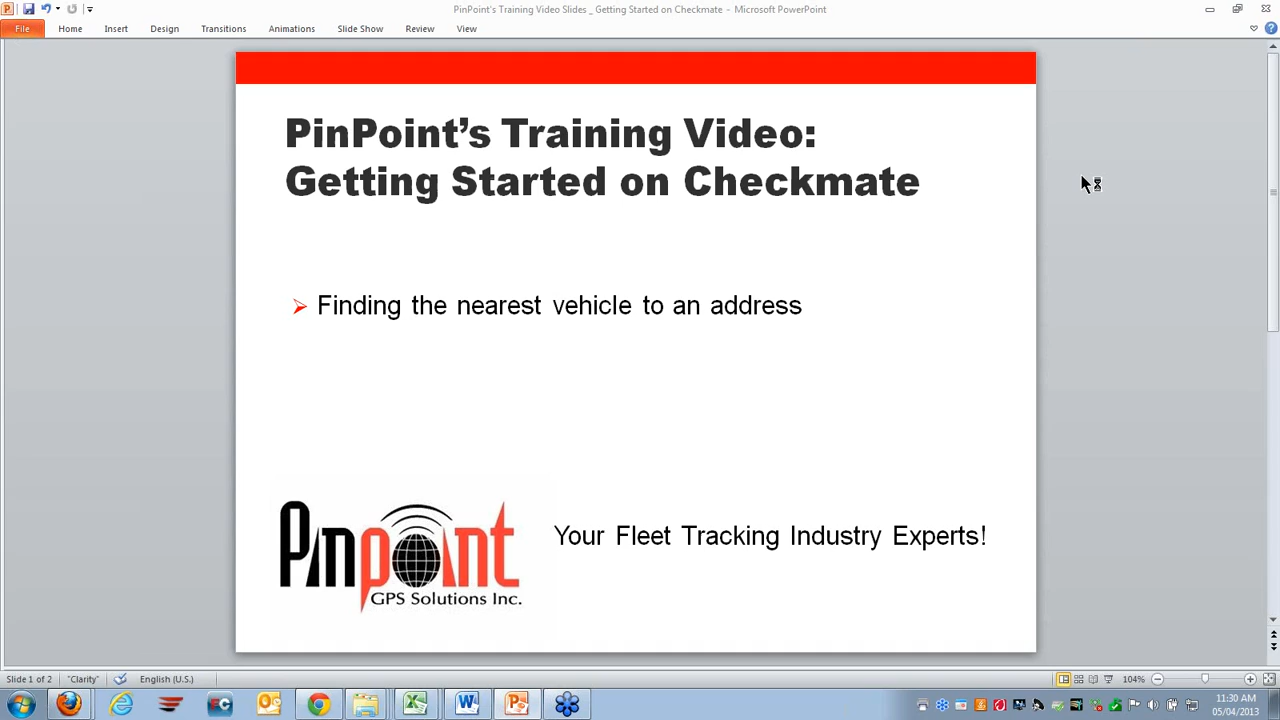 PinPoint's Training Video Slides _ Getting Started on Checkmate - Microsoft PowerPoint
File Home Insert Design Transitions Animations Slide Show Review View
PinPoint’s Training Video:
Getting Started on Checkmate
Finding the nearest vehicle to an address
Pinpoint
GPS Solutions Inc.
Your Fleet Tracking Industry Experts!
Slide 1 of 2 "Clarity" English (U.S.) 104%
11:30 AM
05/04/2013